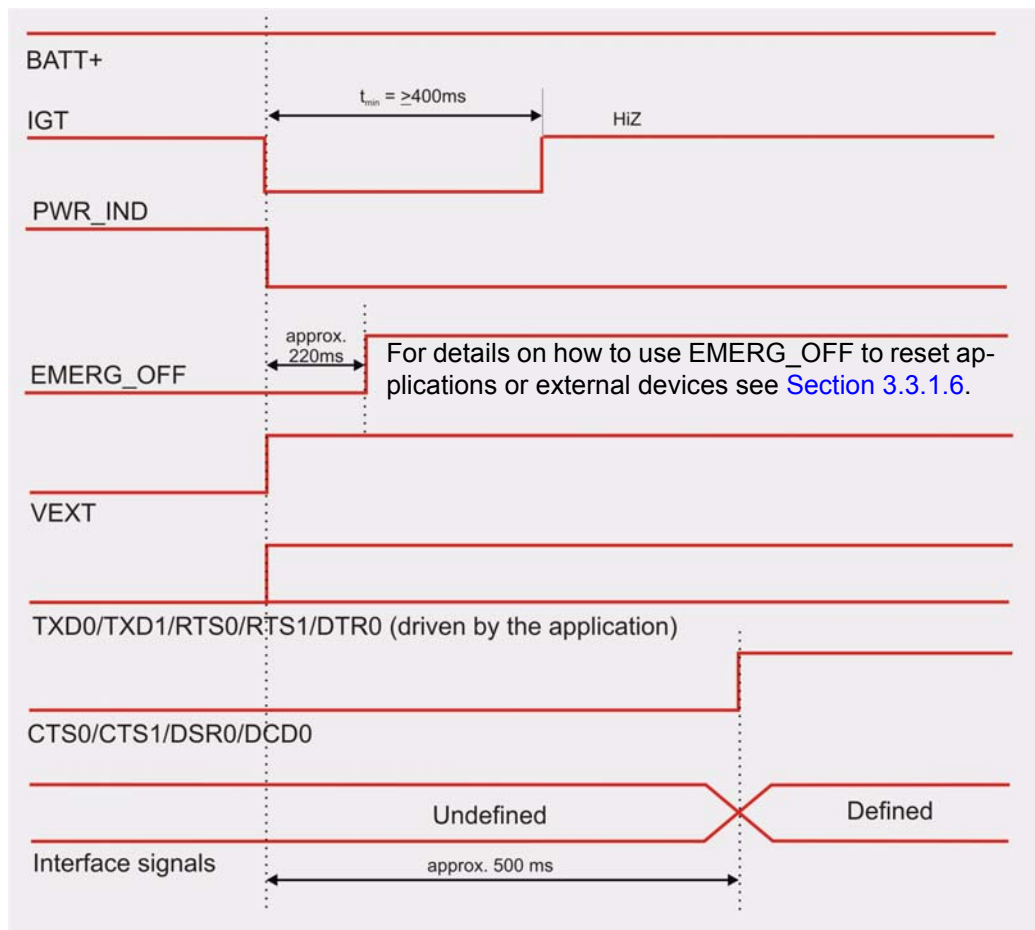 BATT+
tmin = ≥400ms
IGT
HiZ
PWR_IND
approx.
220ms
For details on how to use EMERG_OFF to reset ap-
plications or external devices see Section 3.3.1.6.
EMERG_OFF
VEXT
TXD0/TXD1/RTS0/RTS1/DTR0 (driven by the application)
CTS0/CTS1/DSR0/DCD0
Undefined
Defined
Interface signals
approx. 500 ms